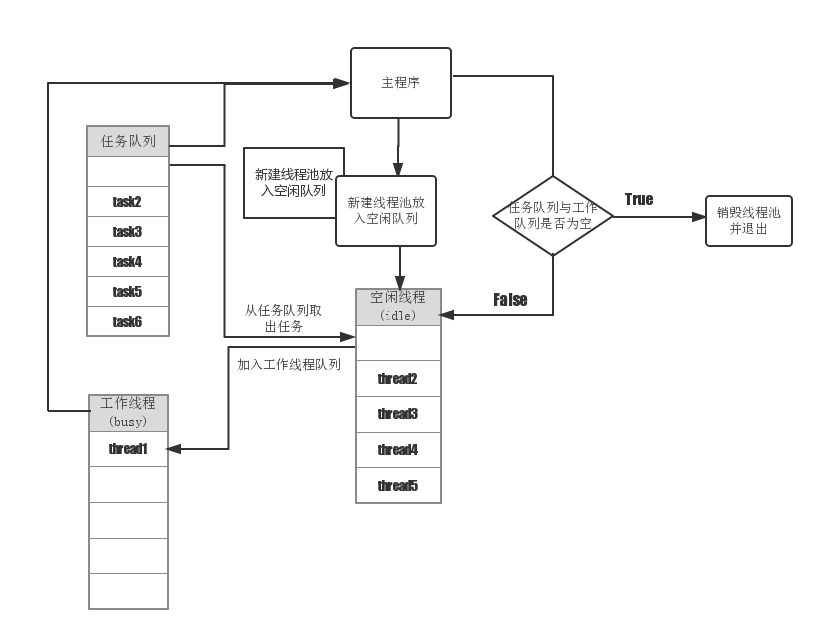 主程序
任务队列
task2
task3
task4
task5
task6
新建线程池放
入空闲队列
新建线程池放
入空闲队列
任务队列与工作
队列是否为空
True
销毁线程池
并退出
False
空闲线程
(idle)
thread2
thread3
thread4
thread5
从任务队列取
出任务
加入工作线程队列
工作线程
(busy)
thread1